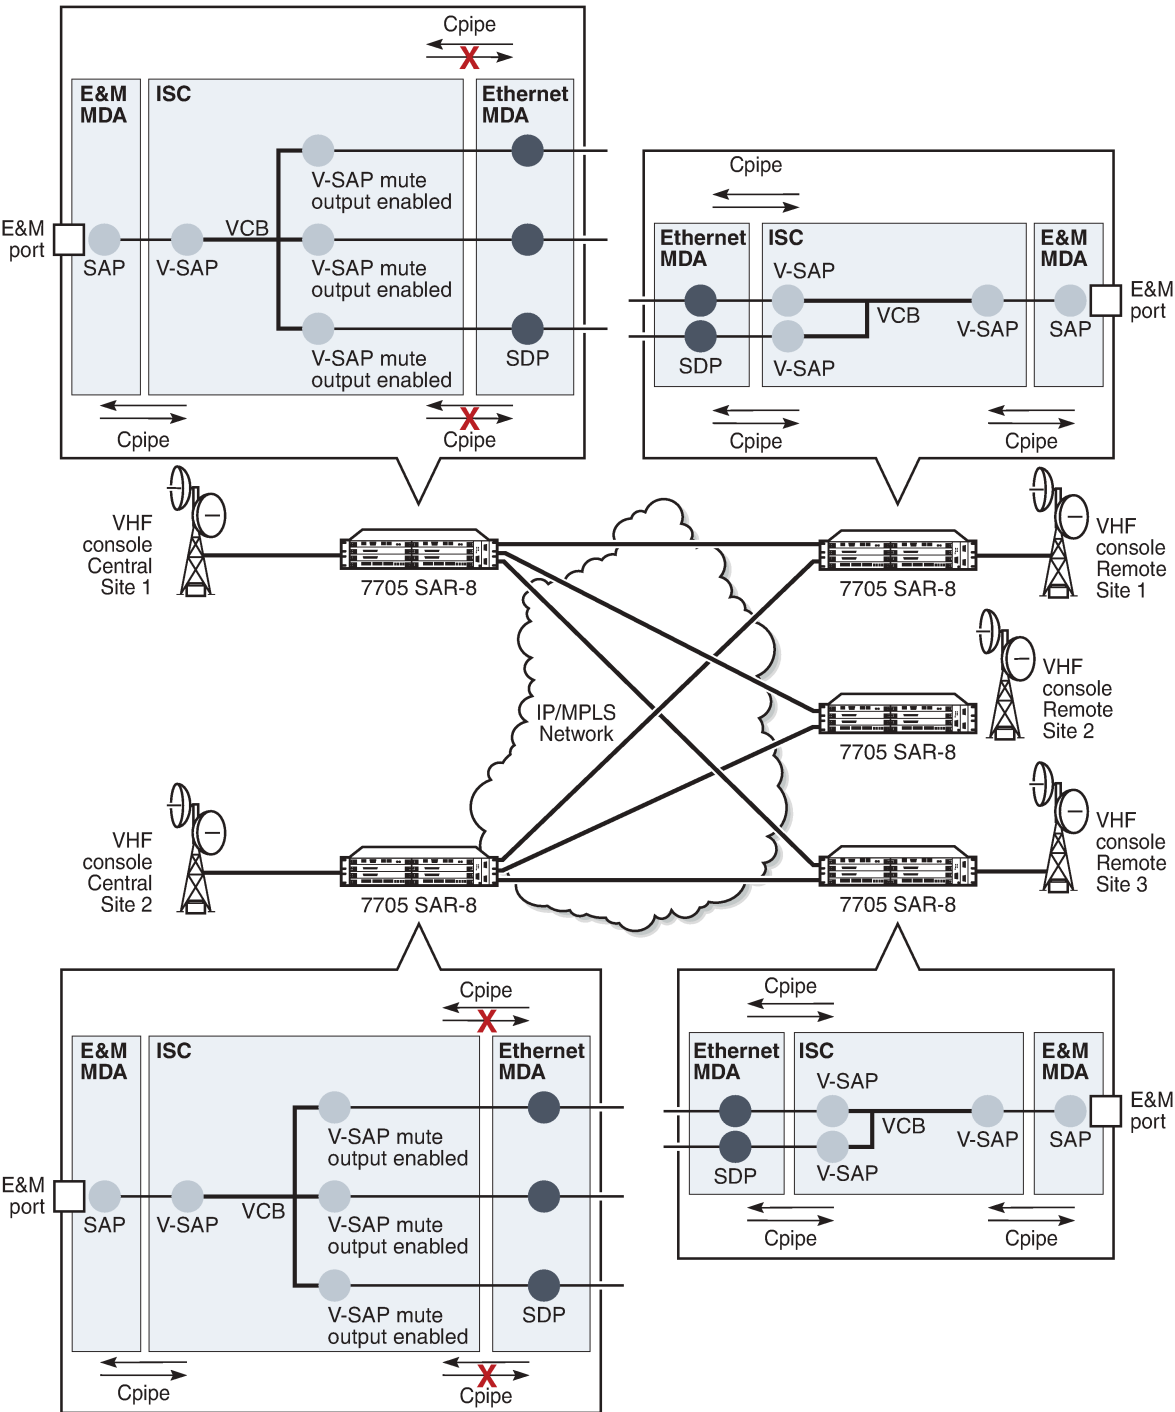 Cpipe
E&M
MDA
ISC
Ethernet
MDA
V-SAP mute
output enabled
E&M
port
VCB
SAP
V-SAP
V-SAP mute
output enabled
V-SAP mute
output enabled
SDP
Cpipe
Cpipe
Cpipe
Ethernet
MDA
ISC
E&M
MDA
V-SAP
E&M
port
VCB
V-SAP
SAP
SDP
V-SAP
Cpipe
Cpipe
VHF
console
Central
Site 1
7705 SAR-8
7705 SAR-8
VHF
console
Remote
Site 1
IP/MPLS
Network
7705 SAR-8
VHF
console
Remote
Site 2
VHF
console
Central
Site 2
7705 SAR-8
7705 SAR-8
VHF
console
Remote
Site 3
Cpipe
E&M
MDA
ISC
Ethernet
MDA
V-SAP mute
output enabled
E&M
port
SAP
V-SAP
VCB
V-SAP mute
output enabled
V-SAP mute
output enabled
SDP
Cpipe
Cpipe
Cpipe
Ethernet
MDA
ISC
E&M
MDA
V-SAP
E&M
port
VCB
V-SAP
SAP
SDP
V-SAP
Cpipe
Cpipe